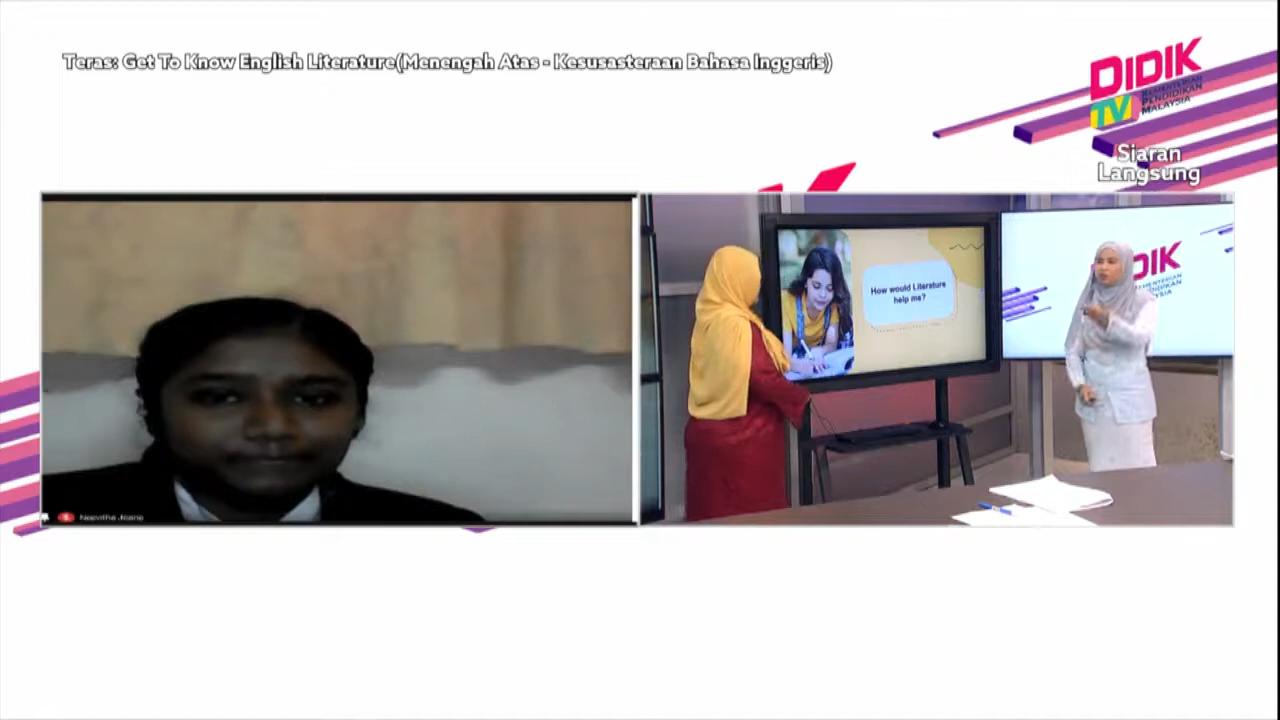 Teras: Get To Know English Literature(Menengah Atas - Kesusasteraan Bahasa Inggeris)
DIDIK
TV
KEMENTERIAN
PENDIDIKAN
MALAYSIA
Siaran
Langsung
How would Literature
help me?
DIK